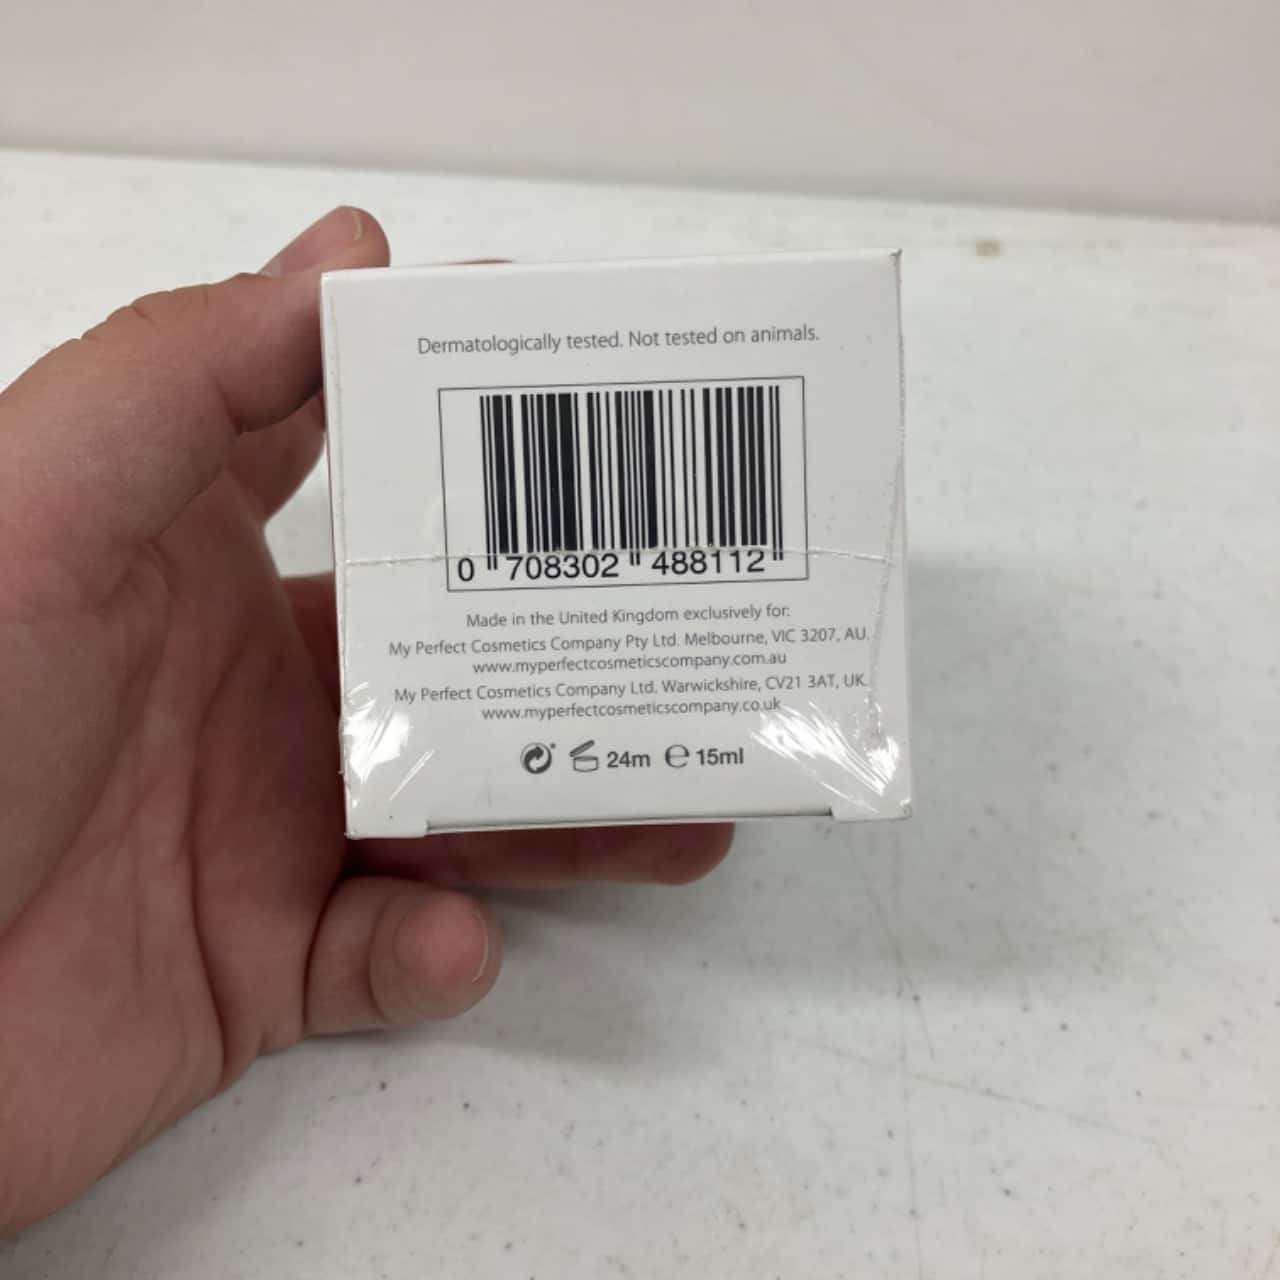 Dermatologically tested. Not tested on animals.
0 708302 488112
Made in the United Kingdom exclusively for:
My Perfect Cosmetics Company Pty Ltd. Melbourne, VIC 3207, AU.
www.myperfectcosmeticscompany.com.au
My Perfect Cosmetics Company Ltd. Warwickshire, CV21 3AT, UK.
www.myperfectcosmeticscompany.co.uk
24m ℮ 15ml